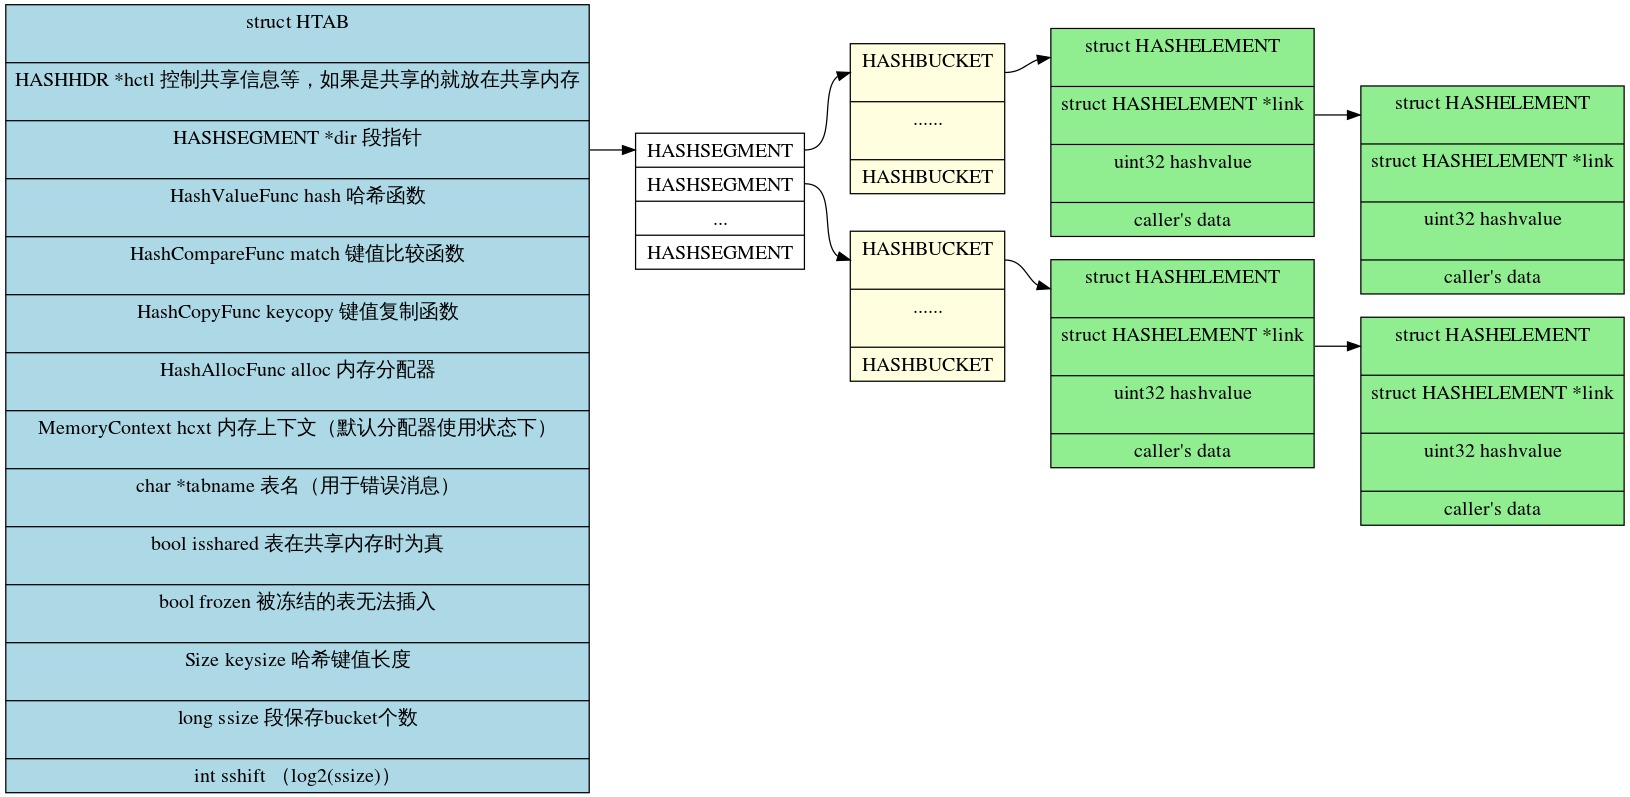 struct HTAB
HASHHDR *hctl 控制共享信息等，如果是共享的就放在共享内存
HASHSEGMENT *dir 段指针
HashValueFunc hash 哈希函数
HashCompareFunc match 键值比较函数
HashCopyFunc keycopy 键值复制函数
HashAllocFunc alloc 内存分配器
MemoryContext hcxt 内存上下文（默认分配器使用状态下）
char *tabname 表名（用于错误消息）
bool isshared 表在共享内存时为真
bool frozen 被冻结的表无法插入
Size keysize 哈希键值长度
long ssize 段保存bucket个数
int sshift （log2(ssize)）
HASHSEGMENT
HASHSEGMENT
...
HASHSEGMENT
HASHBUCKET
......
HASHBUCKET
HASHBUCKET
......
HASHBUCKET
struct HASHELEMENT
struct HASHELEMENT *link
uint32 hashvalue
caller's data
struct HASHELEMENT
struct HASHELEMENT *link
uint32 hashvalue
caller's data
struct HASHELEMENT
struct HASHELEMENT *link
uint32 hashvalue
caller's data
struct HASHELEMENT
struct HASHELEMENT *link
uint32 hashvalue
caller's data